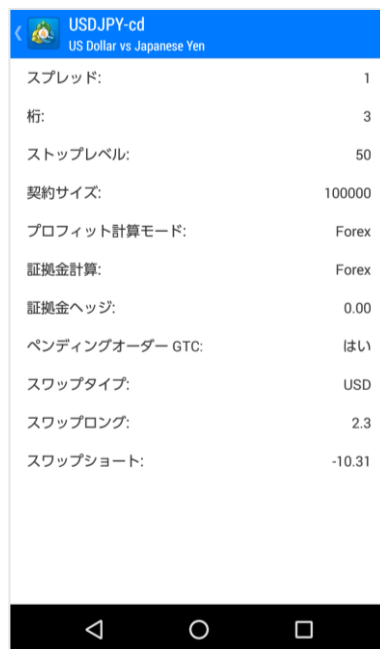 USDJPY-cd
US Dollar vs Japanese Yen
スプレッド: 1
桁: 3
ストップレベル: 50
契約サイズ: 100000
プロフィット計算モード: Forex
証拠金計算: Forex
証拠金ヘッジ: 0.00
ペンディングオーダー GTC: はい
スワップタイプ: USD
スワップロング: 2.3
スワップショート: -10.31